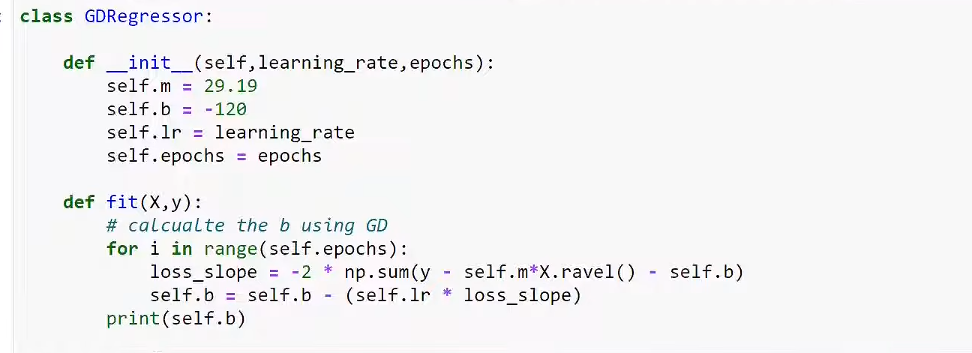 class GDRegressor:
def __init__(self,learning_rate,epochs):
self.m = 29.19
self.b = -120
self.lr = learning_rate
self.epochs = epochs
def fit(X,y):
# calcualte the b using GD
for i in range(self.epochs):
loss_slope = -2 * np.sum(y - self.m*X.ravel() - self.b)
self.b = self.b - (self.lr * loss_slope)
print(self.b)